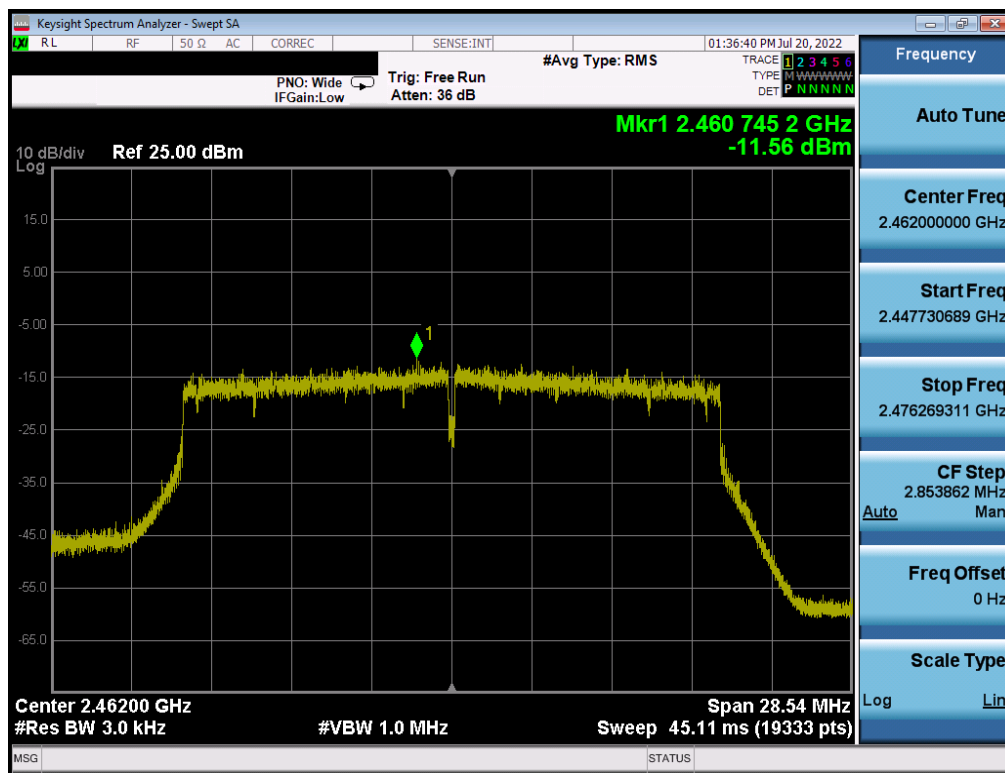 Keysight Spectrum Analyzer - Swept SA
LXI RL RF 50 Ω AC CORREC SENSE:INT 01:36:40 PM Jul 20, 2022
#Avg Type: RMS
TRACE 1 2 3 4 5 6
PNO: Wide Trig: Free Run
TYPE M W W W W W
IFGain:Low Atten: 36 dB
DET P N N N N N
Mkr1 2.460 745 2 GHz
-11.56 dBm
10 dB/div Ref 25.00 dBm
Log
15.0
5.00
-5.00
1
-15.0
-25.0
-35.0
-45.0
-55.0
-65.0
Center 2.46200 GHz Span 28.54 MHz
#Res BW 3.0 kHz #VBW 1.0 MHz Sweep 45.11 ms (19333 pts)
MSG STATUS
Frequency
Auto Tune
Center Freq
2.462000000 GHz
Start Freq
2.447730689 GHz
Stop Freq
2.476269311 GHz
CF Step
2.853862 MHz
Auto Man
Freq Offset
0 Hz
Scale Type
Log Lin